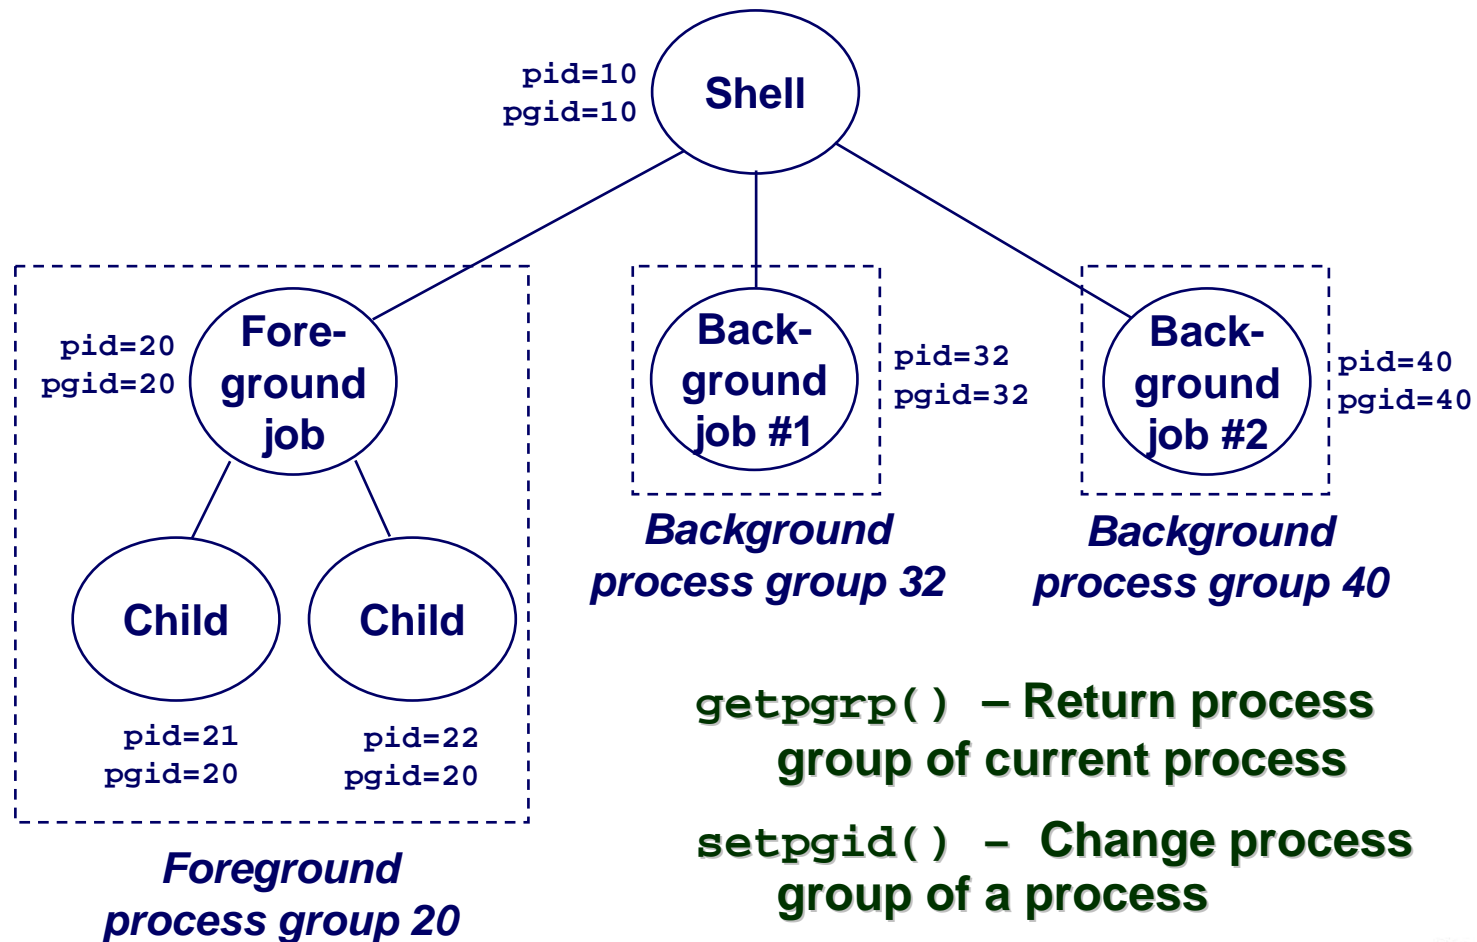 pid=10
pgid=10
Shell
pid=20
pgid=20
Fore-
ground
job
Back-
ground
job #1
pid=32
pgid=32
Back-
ground
job #2
pid=40
pgid=40
Child
Child
pid=21
pgid=20
pid=22
pgid=20
Foreground
process group 20
Background
process group 32
Background
process group 40
getpgrp() – Return process
group of current process
setpgid() – Change process
group of a process